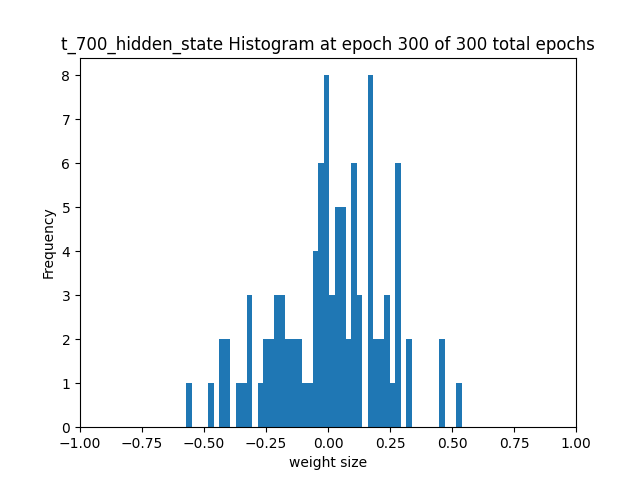 t_700_hidden_state Histogram at epoch 300 of 300 total epochs
8
7
6
5
4
3
2
1
0
Frequency
−1.00 −0.75 −0.50 −0.25 0.00 0.25 0.50 0.75 1.00
weight size